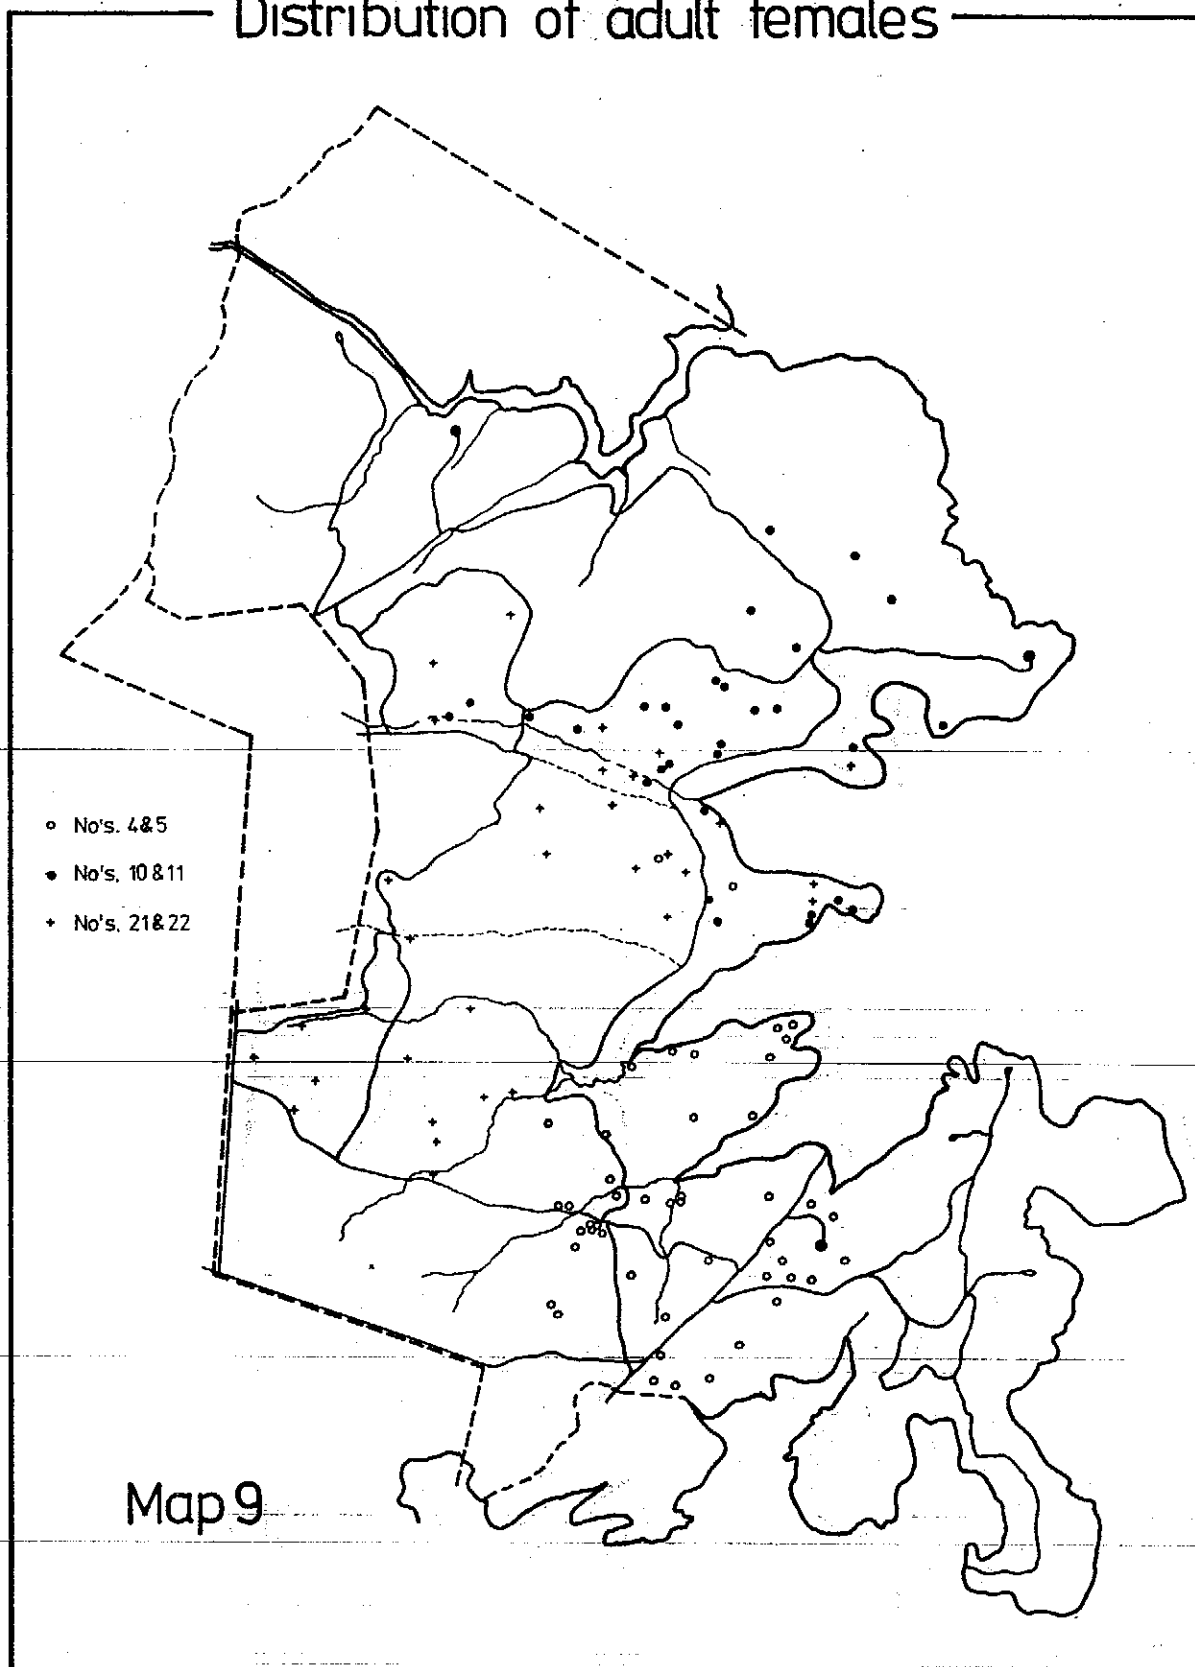 Distribution of adult females
No's. 4&5
No's, 10&11
No's, 21&22
Map 9